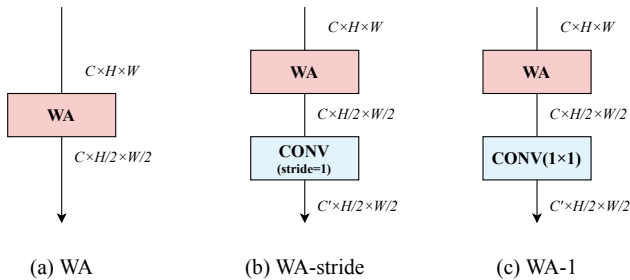 C×H×W
WA
C×H/2×W/2
(a) WA
C×H×W
WA
C×H/2×W/2
CONV
(stride=1)
C'×H/2×W/2
(b) WA-stride
C×H×W
WA
C×H/2×W/2
CONV(1×1)
C'×H/2×W/2
(c) WA-1